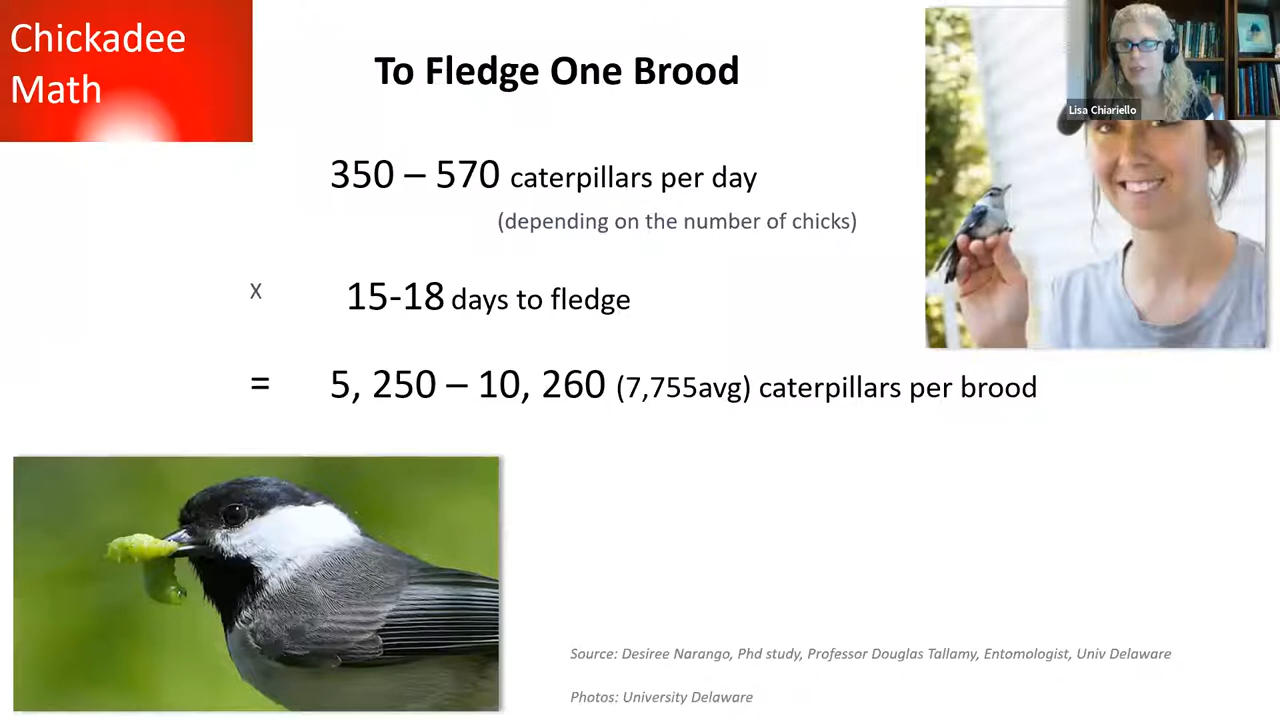 Chickadee
Math
To Fledge One Brood
Lisa Chiariello
350 – 570 caterpillars per day
(depending on the number of chicks)
X 15-18 days to fledge
= 5, 250 – 10, 260 (7,755avg) caterpillars per brood
Source: Desiree Narango, Phd study, Professor Douglas Tallamy, Entomologist, Univ Delaware
Photos: University Delaware